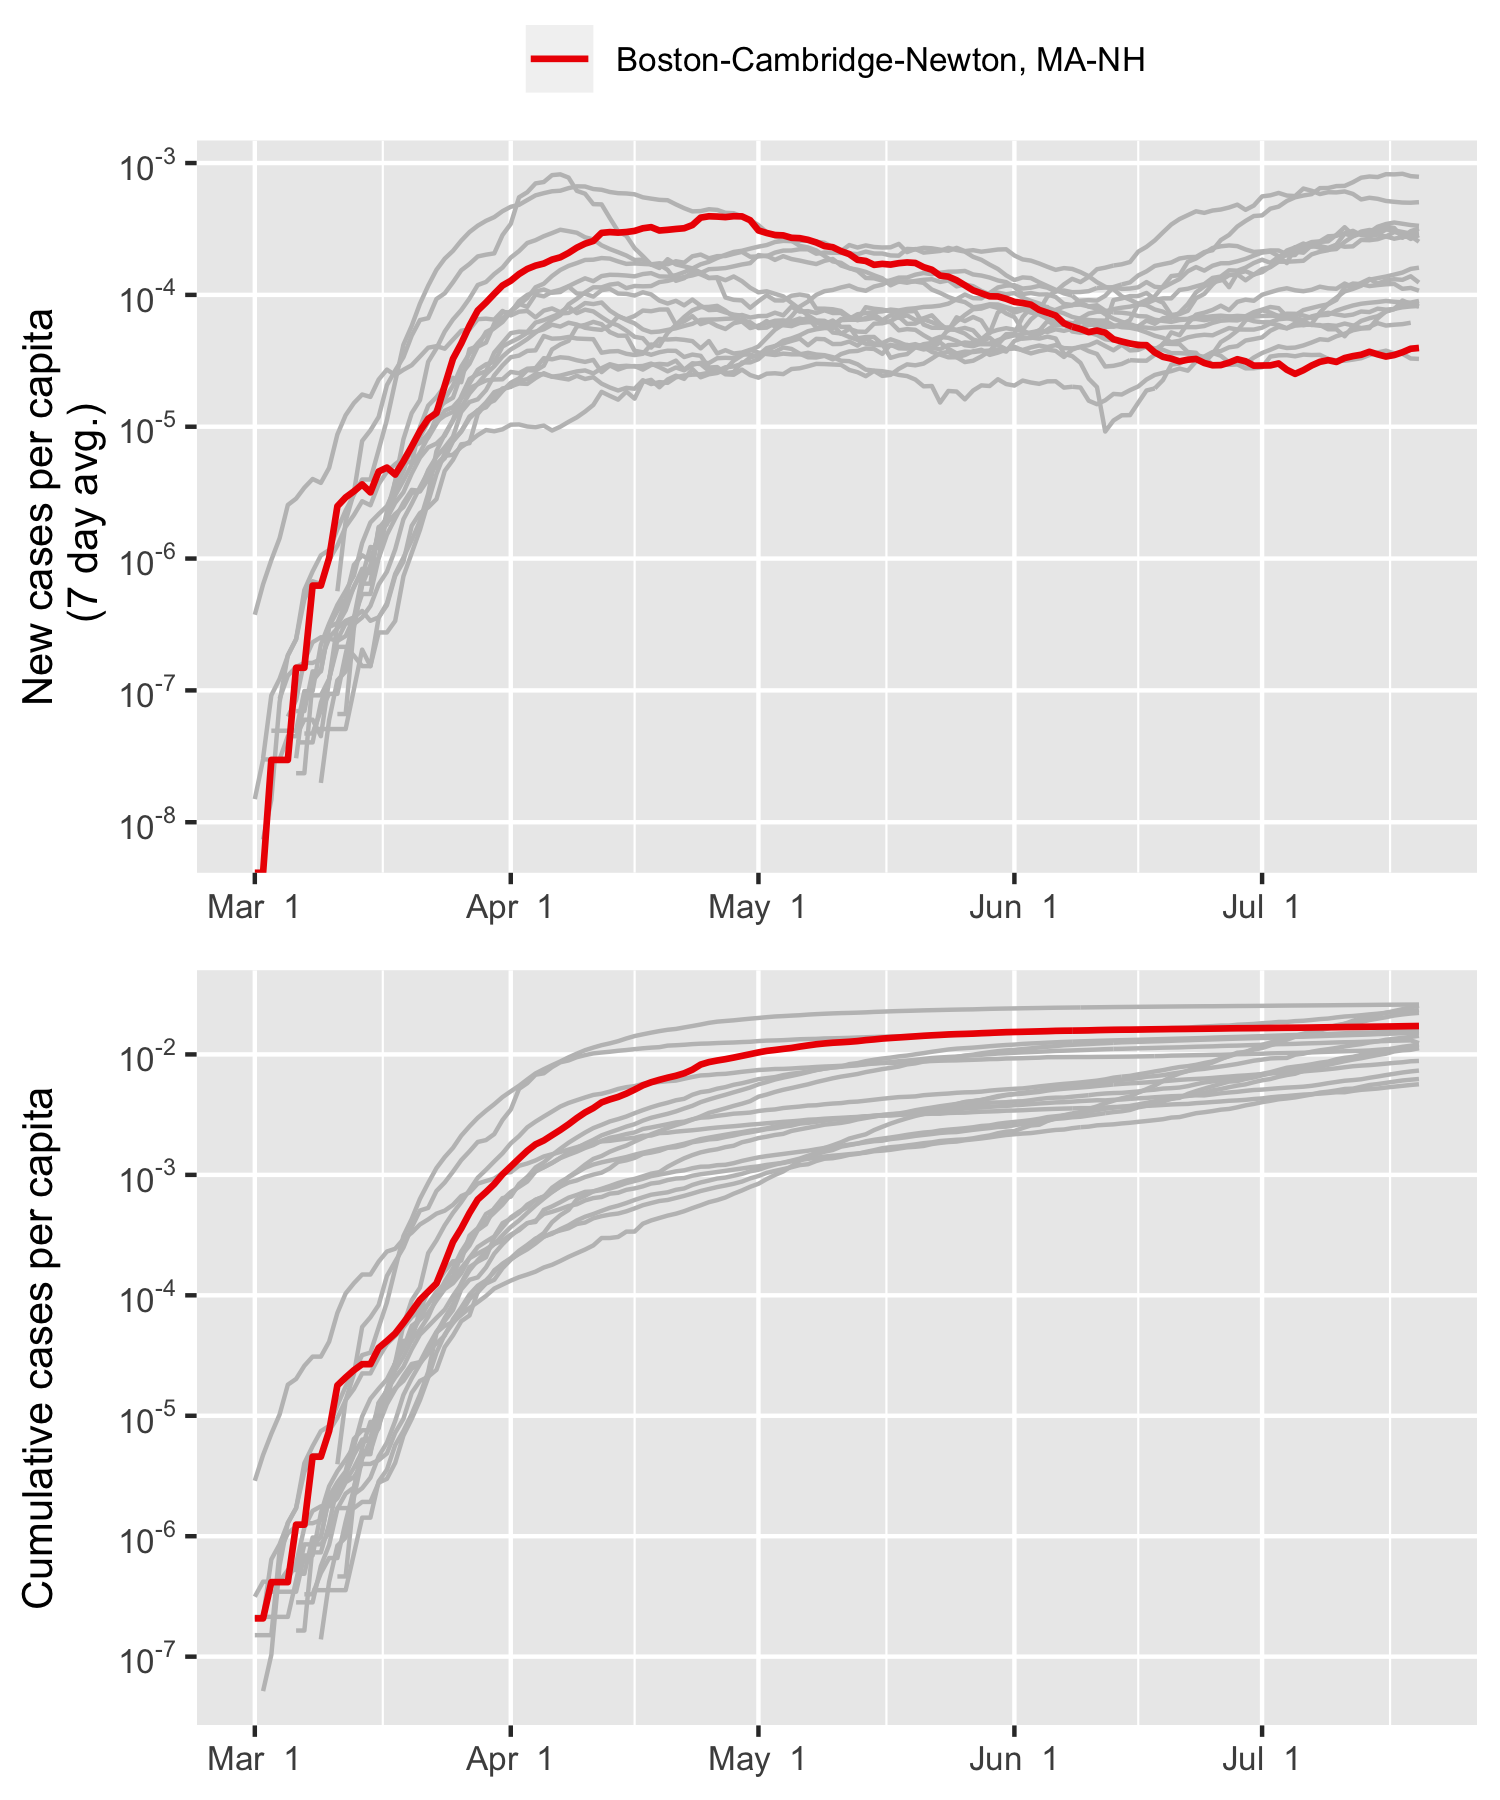 Boston-Cambridge-Newton, MA-NH
New cases per capita
(7 day avg.)
10-3
10-4
10-5
10-6
10-7
10-8
Mar 1 Apr 1 May 1 Jun 1 Jul 1
Cumulative cases per capita
10-2
10-3
10-4
10-5
10-6
10-7
Mar 1 Apr 1 May 1 Jun 1 Jul 1